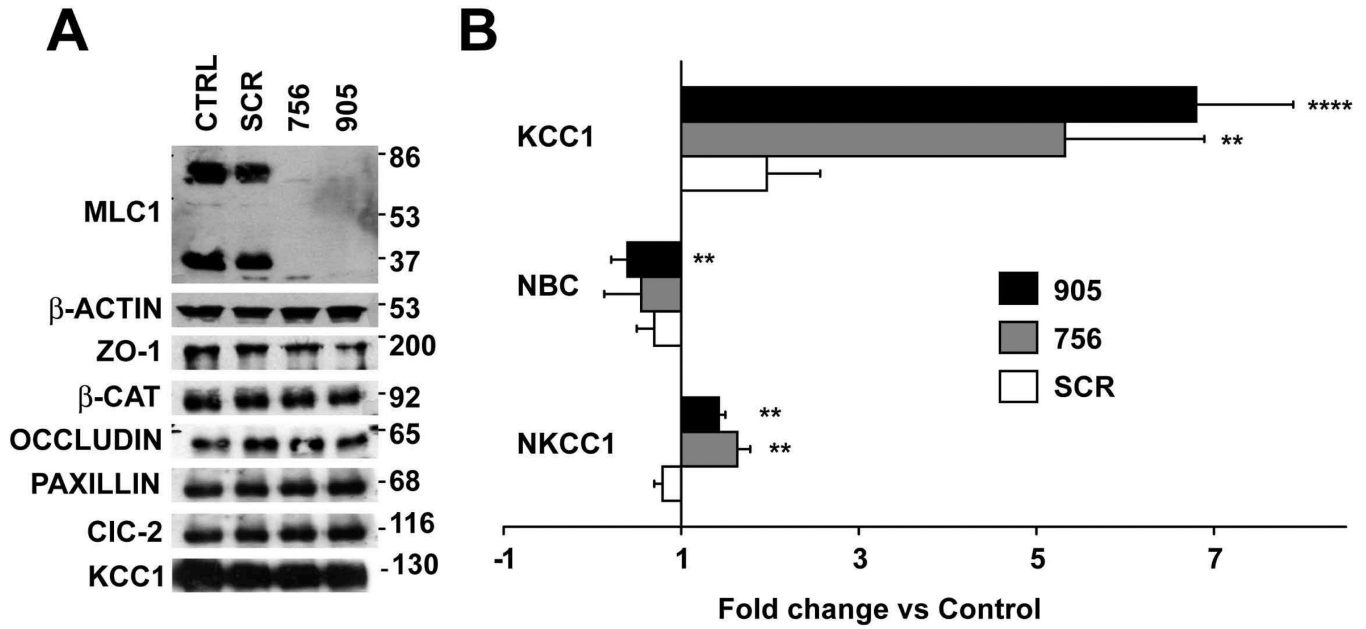 A
CTRL SCR 756 905
MLC1
86
53
37
β-ACTIN 53
ZO-1 200
β-CAT 92
OCCLUDIN 65
PAXILLIN 68
ClC-2 116
KCC1 130
B
KCC1
****
**
NBC
**
NKCC1
**
**
905
756
SCR
-1 1 3 5 7
Fold change vs Control